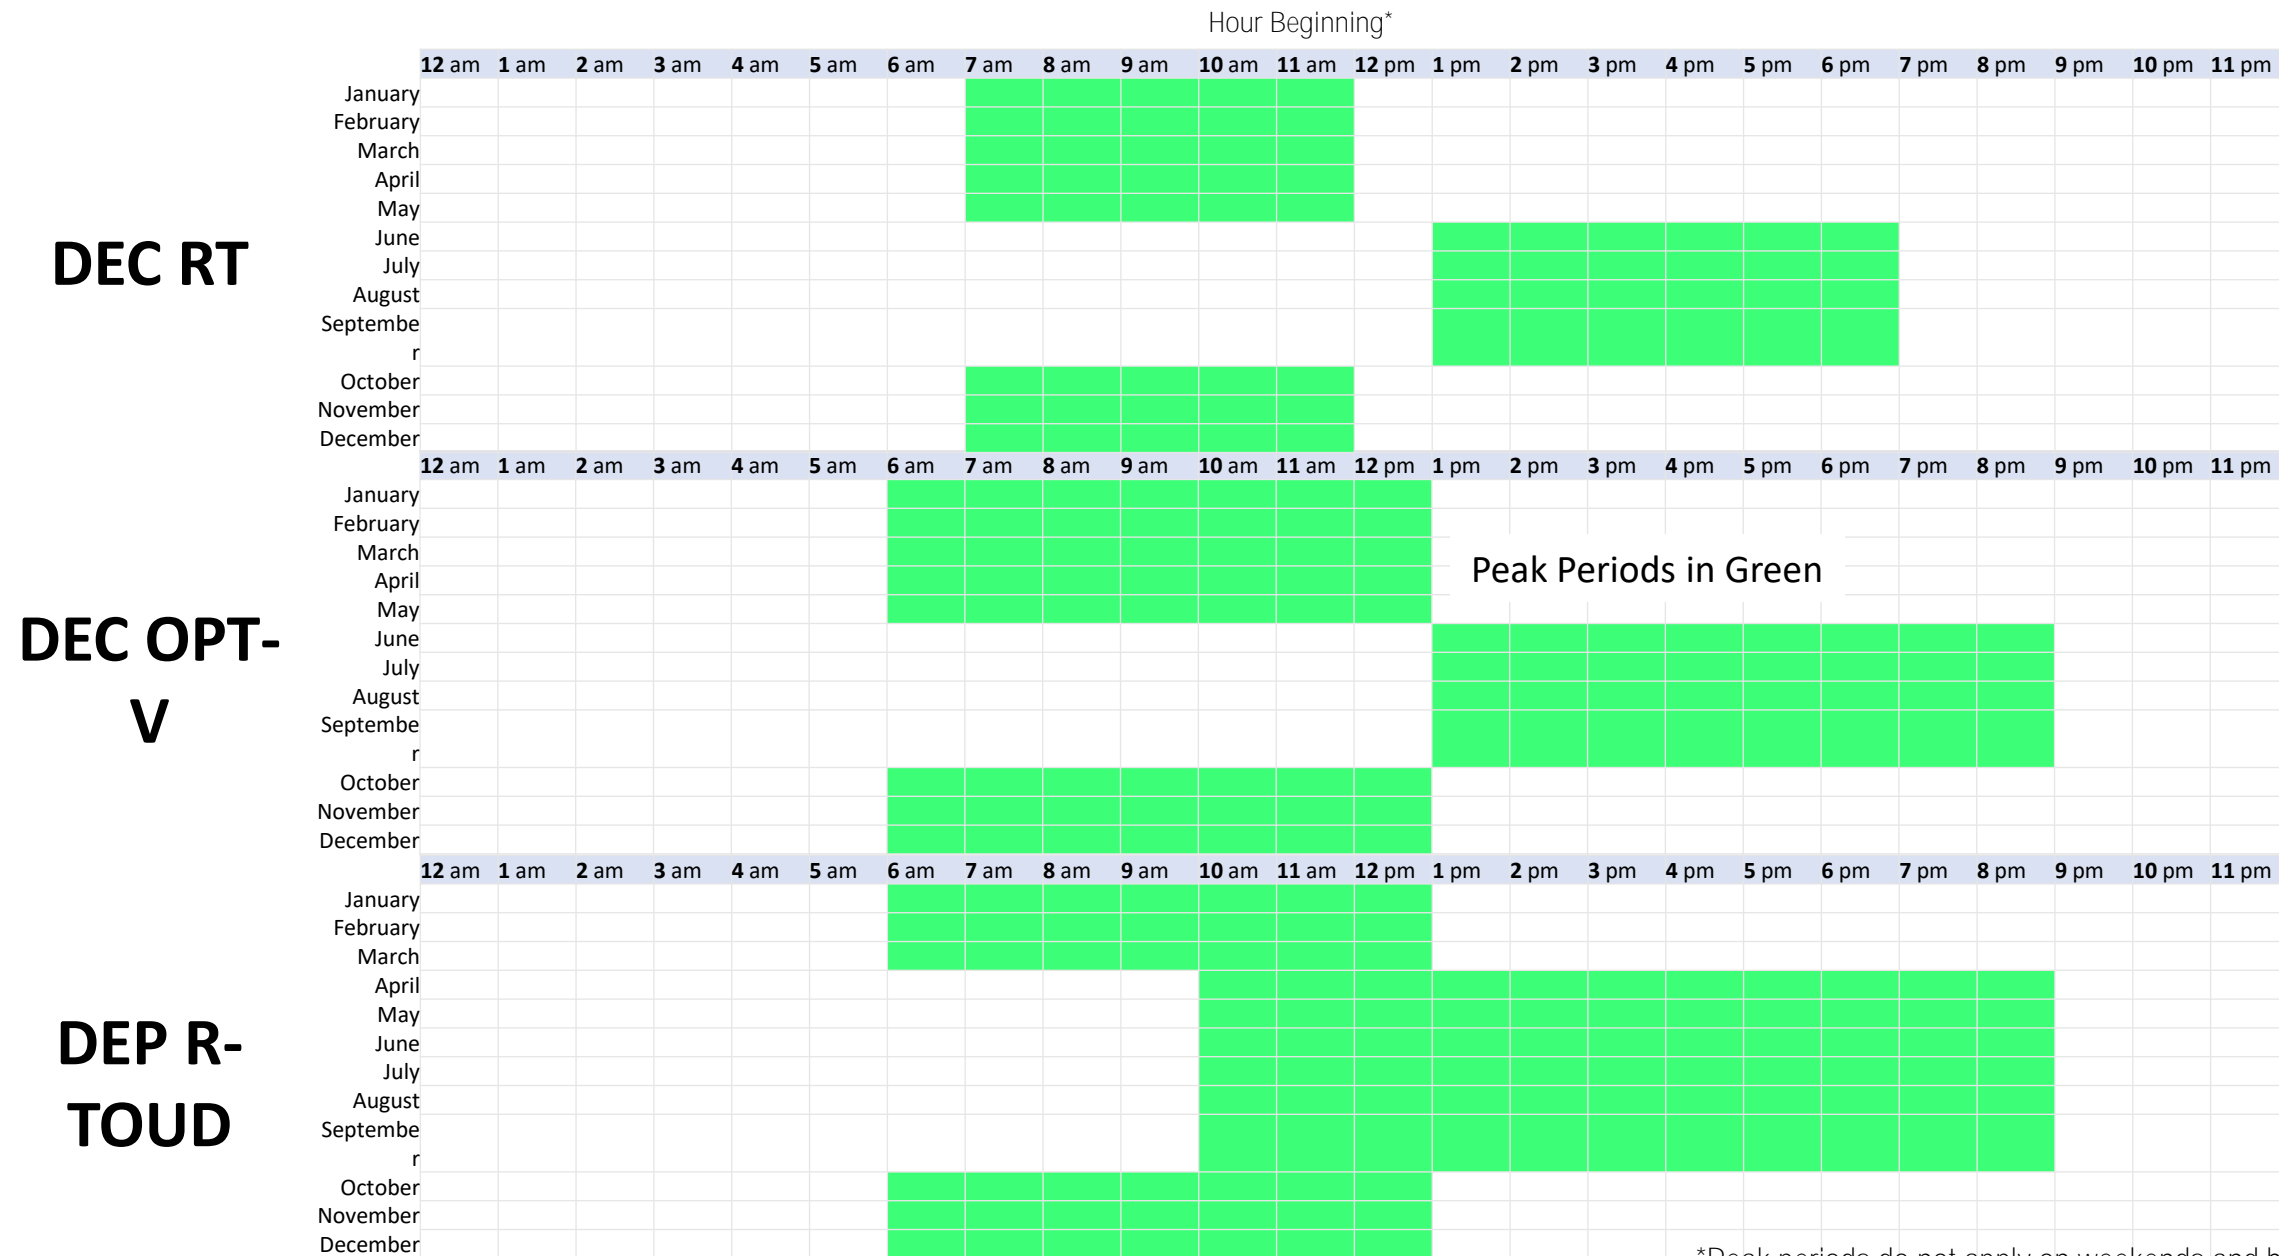 Hour Beginning*
12 am 1 am 2 am 3 am 4 am 5 am 6 am 7 am 8 am 9 am 10 am 11 am 12 pm 1 pm 2 pm 3 pm 4 pm 5 pm 6 pm 7 pm 8 pm 9 pm 10 pm 11 pm
DEC RT
January
February
March
April
May
June
July
August
Septembe
r
October
November
December
12 am 1 am 2 am 3 am 4 am 5 am 6 am 7 am 8 am 9 am 10 am 11 am 12 pm 1 pm 2 pm 3 pm 4 pm 5 pm 6 pm 7 pm 8 pm 9 pm 10 pm 11 pm
DEC OPT-
V
January
February
March
April
May
June
July
August
Septembe
r
October
November
December
Peak Periods in Green
12 am 1 am 2 am 3 am 4 am 5 am 6 am 7 am 8 am 9 am 10 am 11 am 12 pm 1 pm 2 pm 3 pm 4 pm 5 pm 6 pm 7 pm 8 pm 9 pm 10 pm 11 pm
DEP R-
TOUD
January
February
March
April
May
June
July
August
Septembe
r
October
November
December
*Peak periods do not apply on weekends and